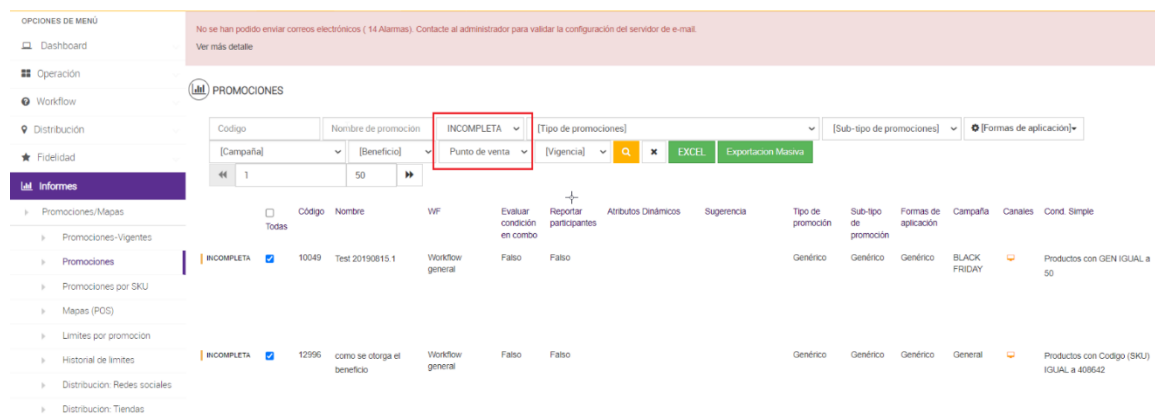 OPCIONES DE MENÚ
Dashboard
Operación
Workflow
Distribución
Fidelidad
Informes
Promociones/Mapas
Promociones-Vigentes
Promociones
Promociones por SKU
Mapas (POS)
Limites por promoción
Historial de limites
Distribucion: Redes sociales
Distribucion: Tiendas
No se han podido enviar correos electrónicos ( 14 Alarmas). Contacte al administrador para validar la configuración del servidor de e-mail.
Ver más detalle
PROMOCIONES
Codigo Nombre de promoción INCOMPLETA [Tipo de promociones] [Sub-tipo de promociones] [Formas de aplicación]
[Campaña] [Beneficio] Punto de venta [Vigencia] EXCEL Exportacion Masiva
1 50
Todas Código Nombre WF Evaluar condición en combo Reportar participantes Atributos Dinámicos Sugerencia Tipo de promoción Sub-tipo de promoción Formas de aplicación Campaña Canales Cond. Simple
INCOMPLETA 10049 Test 20190815.1 Workflow general Falso Falso Genérico Genérico Genérico BLACK FRIDAY Productos con GEN IGUAL a 50
INCOMPLETA 12996 como se otorga el beneficio Workflow general Falso Falso Genérico Genérico Genérico General Productos con Codigo (SKU) IGUAL a 408642